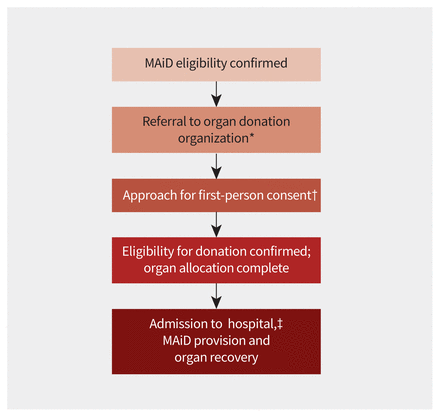 MAiD eligibility confirmed
Referral to organ donation
organization*
Approach for first-person consent†
Eligibility for donation confirmed;
organ allocation complete
Admission to hospital,‡
MAiD provision and
organ recovery